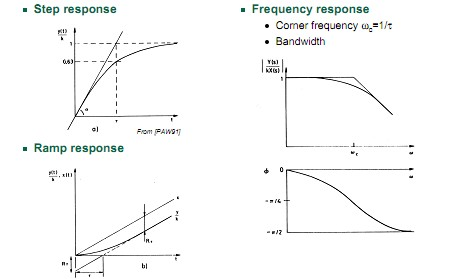 Step response
y(t)
k
1
0.63
α
τ
t
a)
From [PAW91]
Ramp response
y(t)
k , x(t)
x
y
k
τ
t
b)
Frequency response
Corner frequency ωc=1/τ
Bandwidth
Y(s)
kX(s)
1
ωc
ω
ϕ
0
ω
-π/4
-π/2